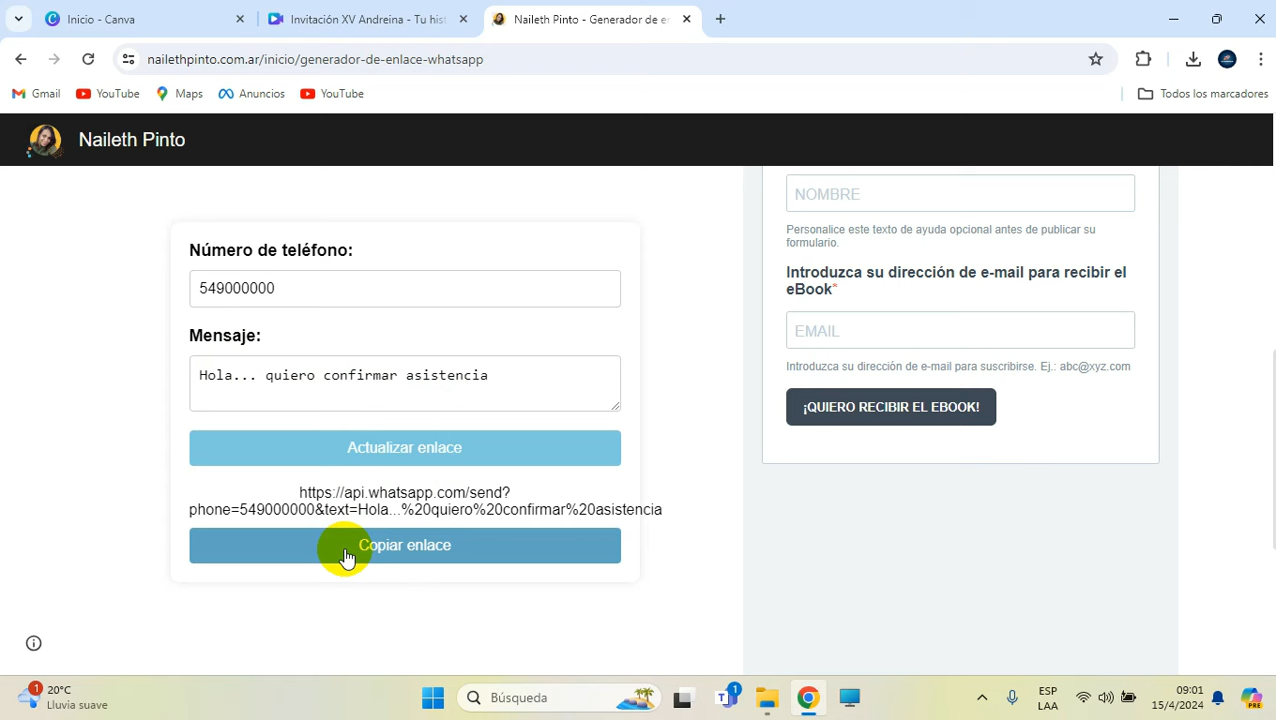 Inicio - Canva
Invitación XV Andreina - Tu his
Naileth Pinto - Generador de e
nailethpinto.com.ar/inicio/generador-de-enlace-whatsapp
Gmail
YouTube
Maps
Anuncios
YouTube
Todos los marcadores
Naileth Pinto
Número de teléfono:
549000000
Mensaje:
Hola... quiero confirmar asistencia
Actualizar enlace
https://api.whatsapp.com/send?
phone=549000000&text=Hola...%20quiero%20confirmar%20asistencia
Copiar enlace
NOMBRE
Personalice este texto de ayuda opcional antes de publicar su
formulario.
Introduzca su dirección de e-mail para recibir el
eBook*
EMAIL
Introduzca su dirección de e-mail para suscribirse. Ej.: abc@xyz.com
¡QUIERO RECIBIR EL EBOOK!
1
20°C
Lluvia suave
Búsqueda
1
ESP
LAA
09:01
15/4/2024
PRE